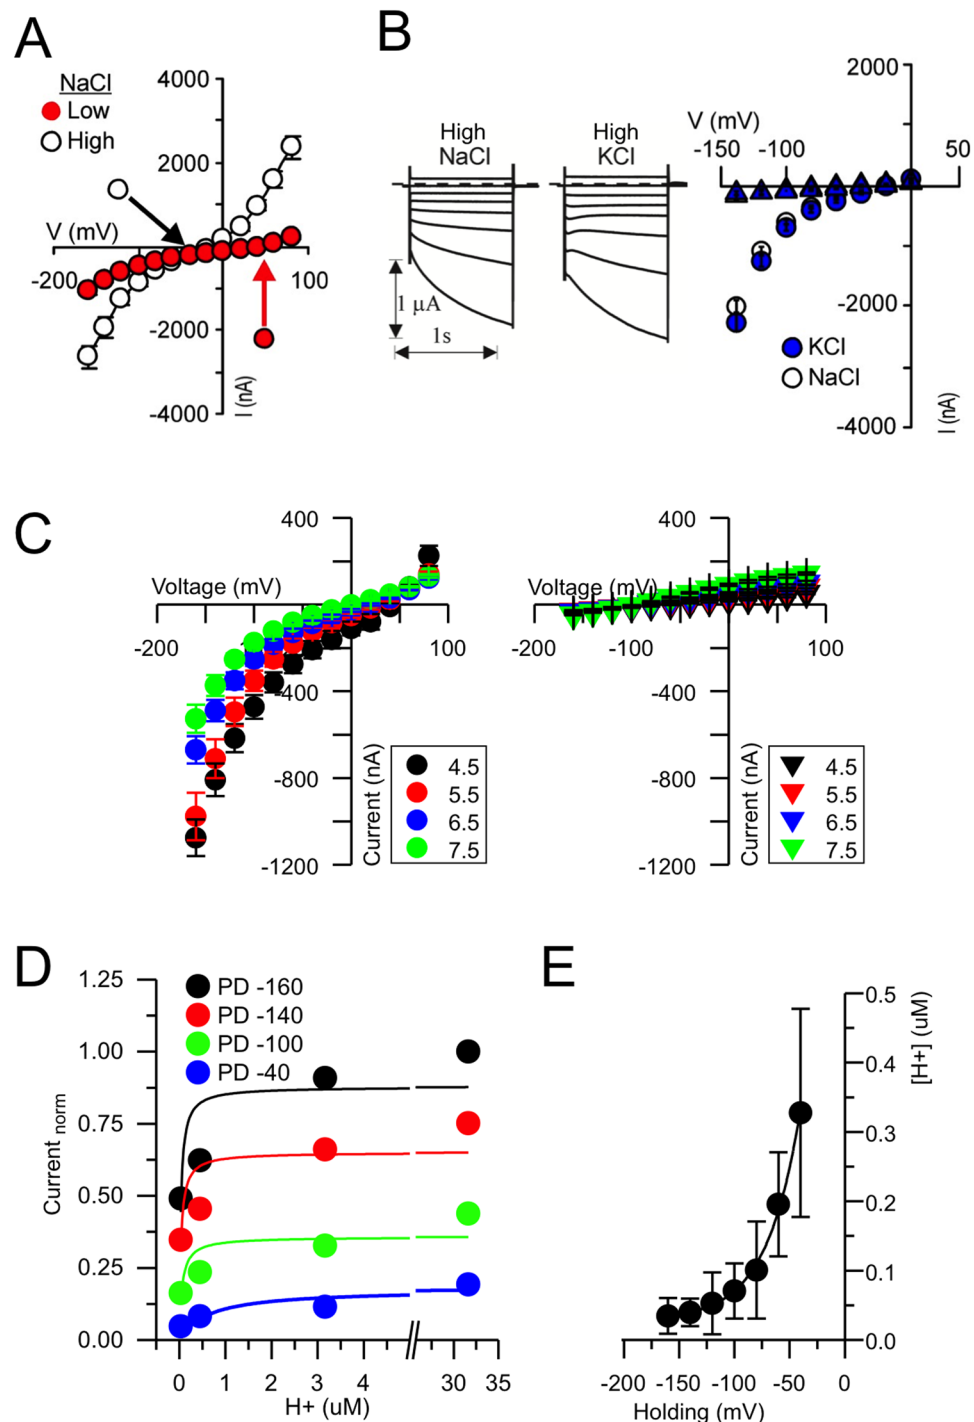 A
NaCl
Low
High
4000
2000
V (mV)
-200
100
-2000
-4000
I (nA)
B
High
NaCl
High
KCl
1 µA
1s
2000
V (mV)
-150
-100
50
-2000
KCl
NaCl
-4000
I (nA)
C
400
Voltage (mV)
-200
100
-400
-800
-1200
Current (nA)
4.5
5.5
6.5
7.5
400
Voltage (mV)
-200
-100
100
-400
-800
-1200
Current (nA)
4.5
5.5
6.5
7.5
D
1.25
1.00
0.75
0.50
0.25
0.00
Current norm
PD -160
PD -140
PD -100
PD -40
0 1 2 3 4 30 35
H+ (uM)
E
0.5
0.4
0.3
0.2
0.1
0.0
[H+] (uM)
-200 -150 -100 -50 0
Holding (mV)